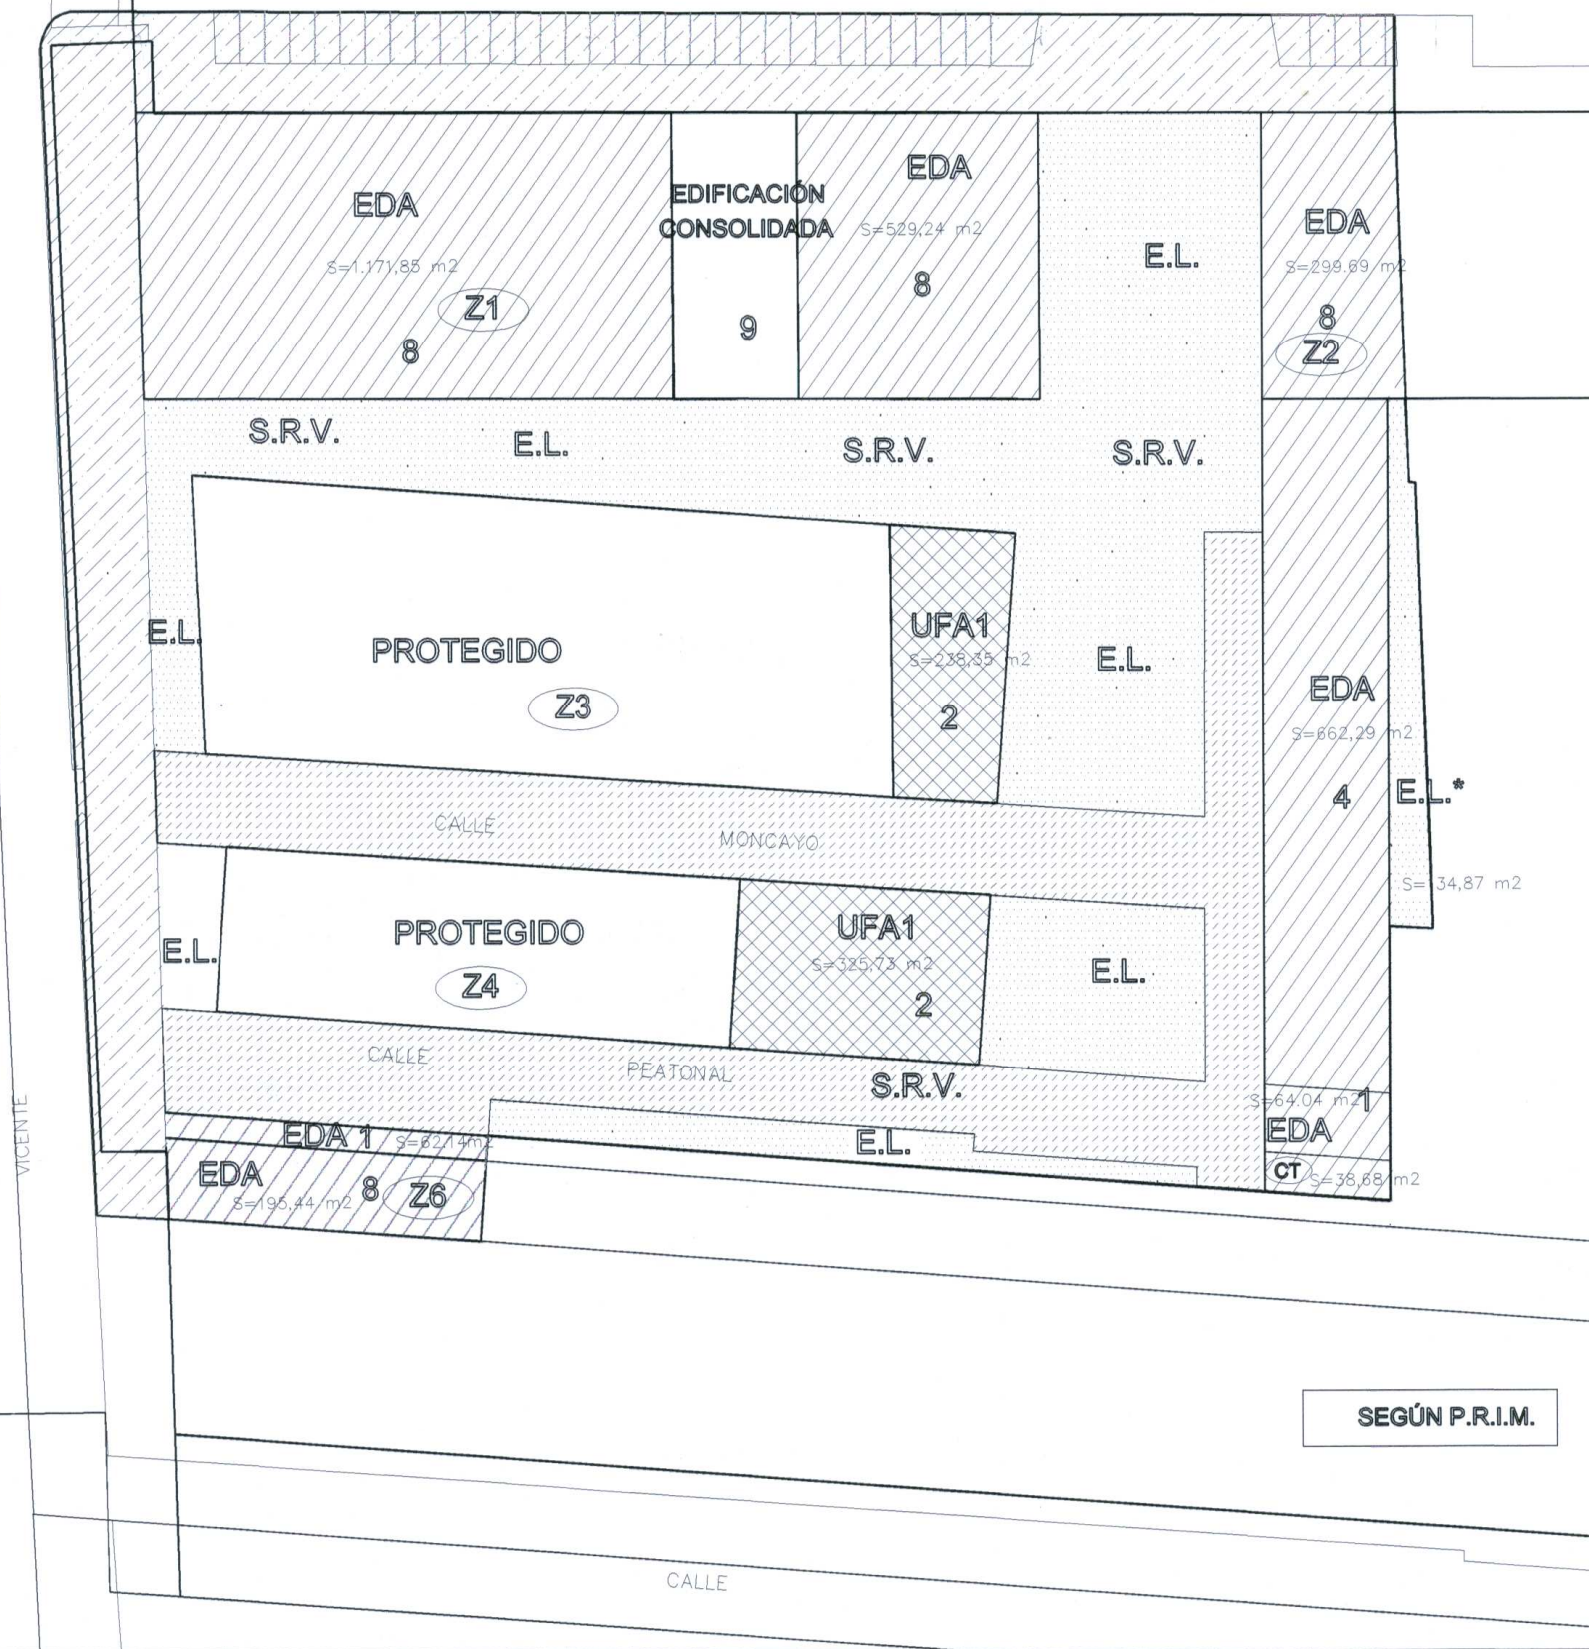 EDA
S=1.171,85 m2
Z1
8
EDIFICACIÓN
CONSOLIDADA
9
EDA
S=529,24 m2
8
E.L.
EDA
S=299.69 m2
8
Z2
S.R.V.
E.L.
S.R.V.
S.R.V.
E.L.
PROTEGIDO
Z3
UFA1
S=238,35 m2
2
E.L.
EDA
S=662,29 m2
4
E.L.*
S=134,87 m2
CALLE
MONCAYO
E.L.
PROTEGIDO
Z4
UFA1
S=325,73 m2
2
E.L.
CALLE
PEATONAL
S.R.V.
S=64.04 m2
1
EDA
CT
S=38,68 m2
EDA 1
S=62,14m2
E.L.
EDA
S=195,44 m2
8
Z6
VICENTE
SEGÚN P.R.I.M.
CALLE